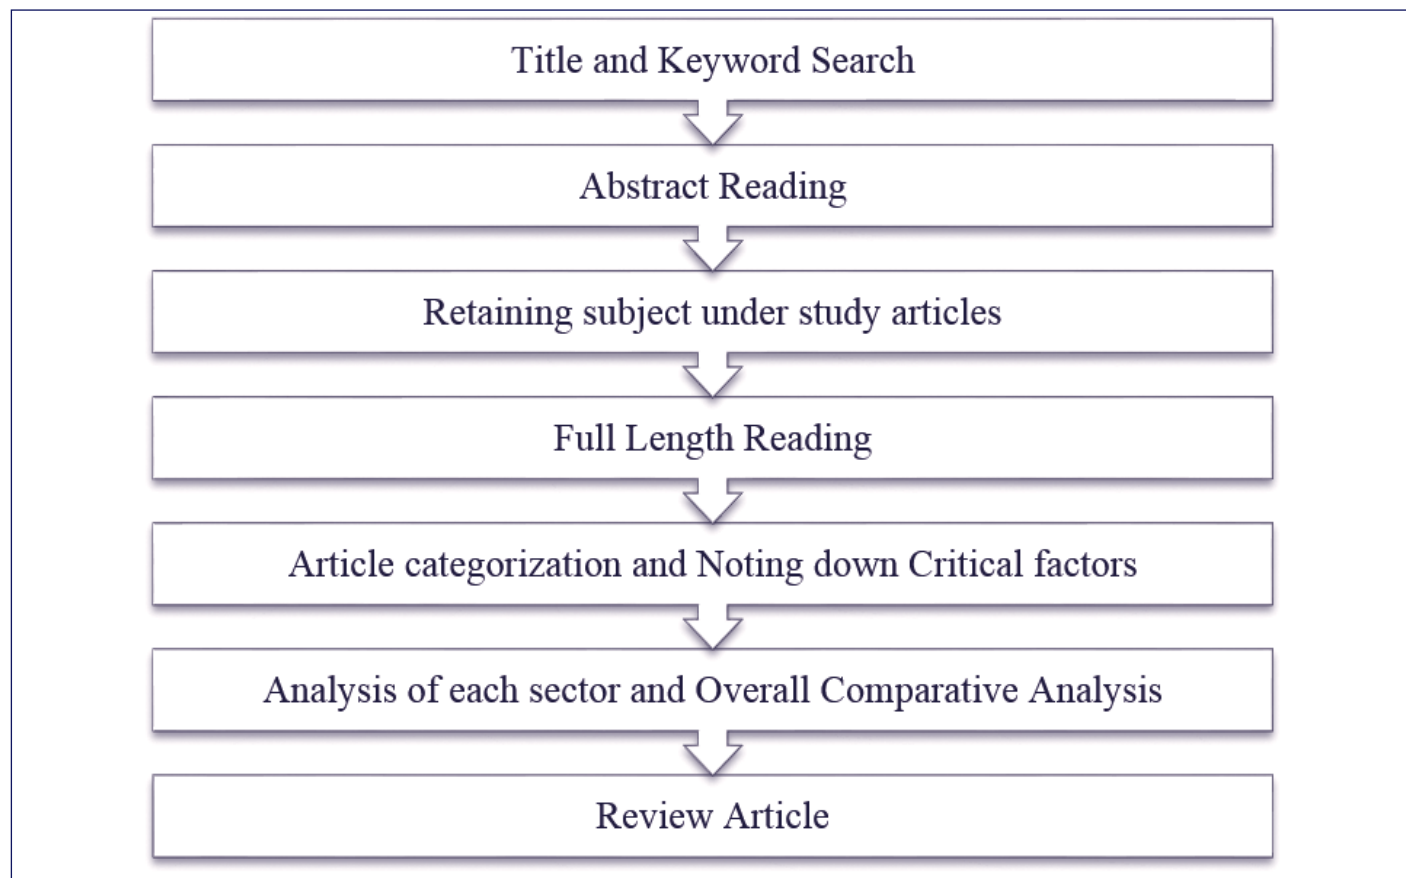 Title and Keyword Search
Abstract Reading
Retaining subject under study articles
Full Length Reading
Article categorization and Noting down Critical factors
Analysis of each sector and Overall Comparative Analysis
Review Article